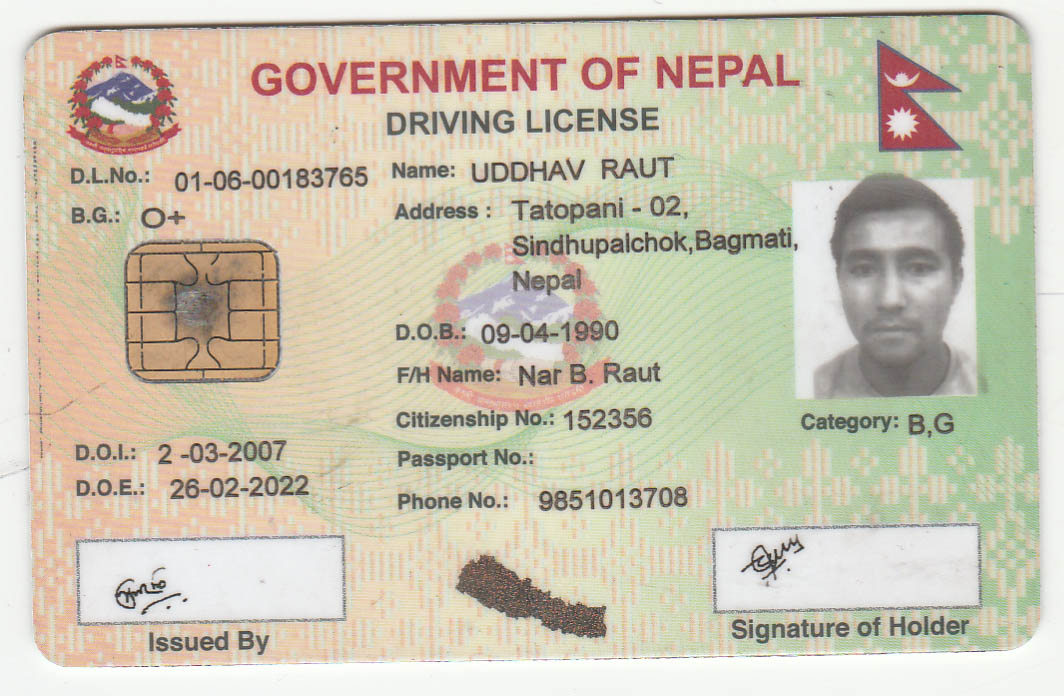 GOVERNMENT OF NEPAL
DRIVING LICENSE
D.L.No.: 01-06-00183765
Name: UDDHAV RAUT
B.G.: O+
Address : Tatopani - 02,
Sindhupalchok,Bagmati,
Nepal
D.O.B.: 09-04-1990
F/H Name: Nar B. Raut
Citizenship No.: 152356
Category: B,G
D.O.I.: 2 -03-2007
Passport No.:
D.O.E.: 26-02-2022
Phone No.: 9851013708
Issued By
Signature of Holder